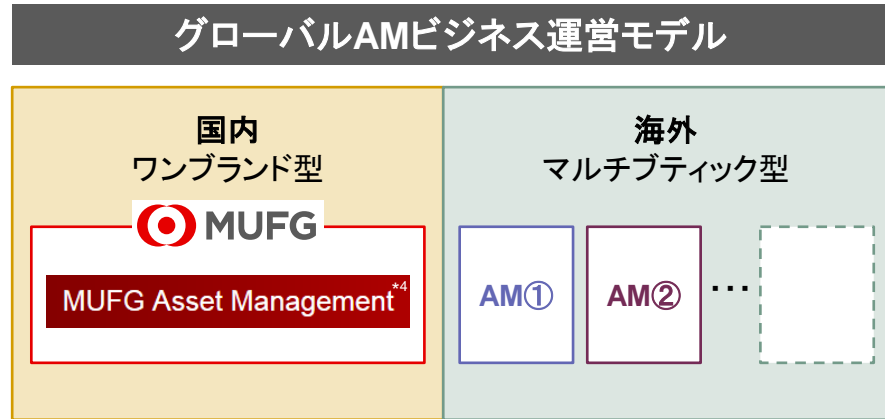 グローバルAMビジネス運営モデル
国内
ワンブランド型
MUFG
MUFG Asset Management*4
海外
マルチブティック型
AM①
AM②
...